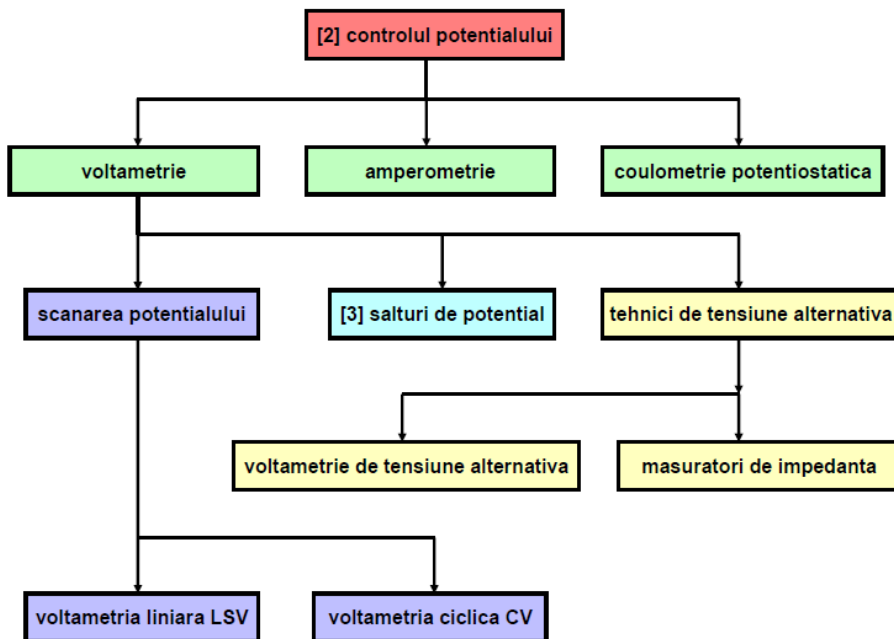 [2] controlul potentialului
voltametrie
amperometrie
coulometrie potentiostatica
scanarea potentialului
[3] salturi de potential
tehnici de tensiune alternativa
voltametrie de tensiune alternativa
masuratori de impedanta
voltametria liniara LSV
voltametria ciclica CV